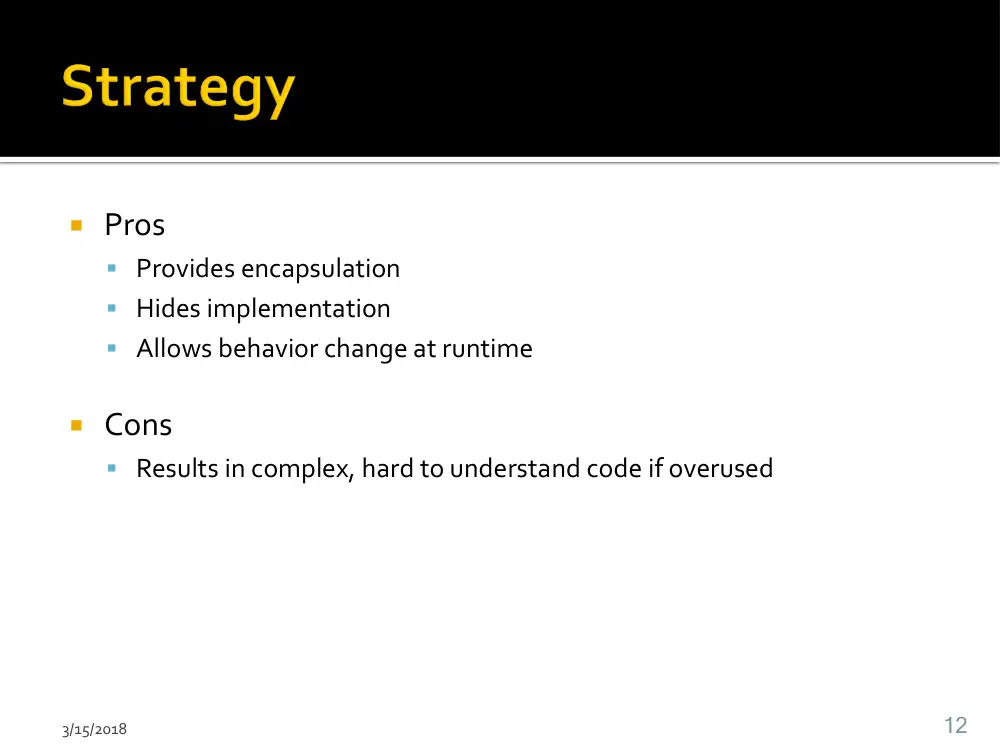 Strategy
Pros
Provides encapsulation
Hides implementation
Allows behavior change at runtime
Cons
Results in complex, hard to understand code if overused
3/15/2018
12